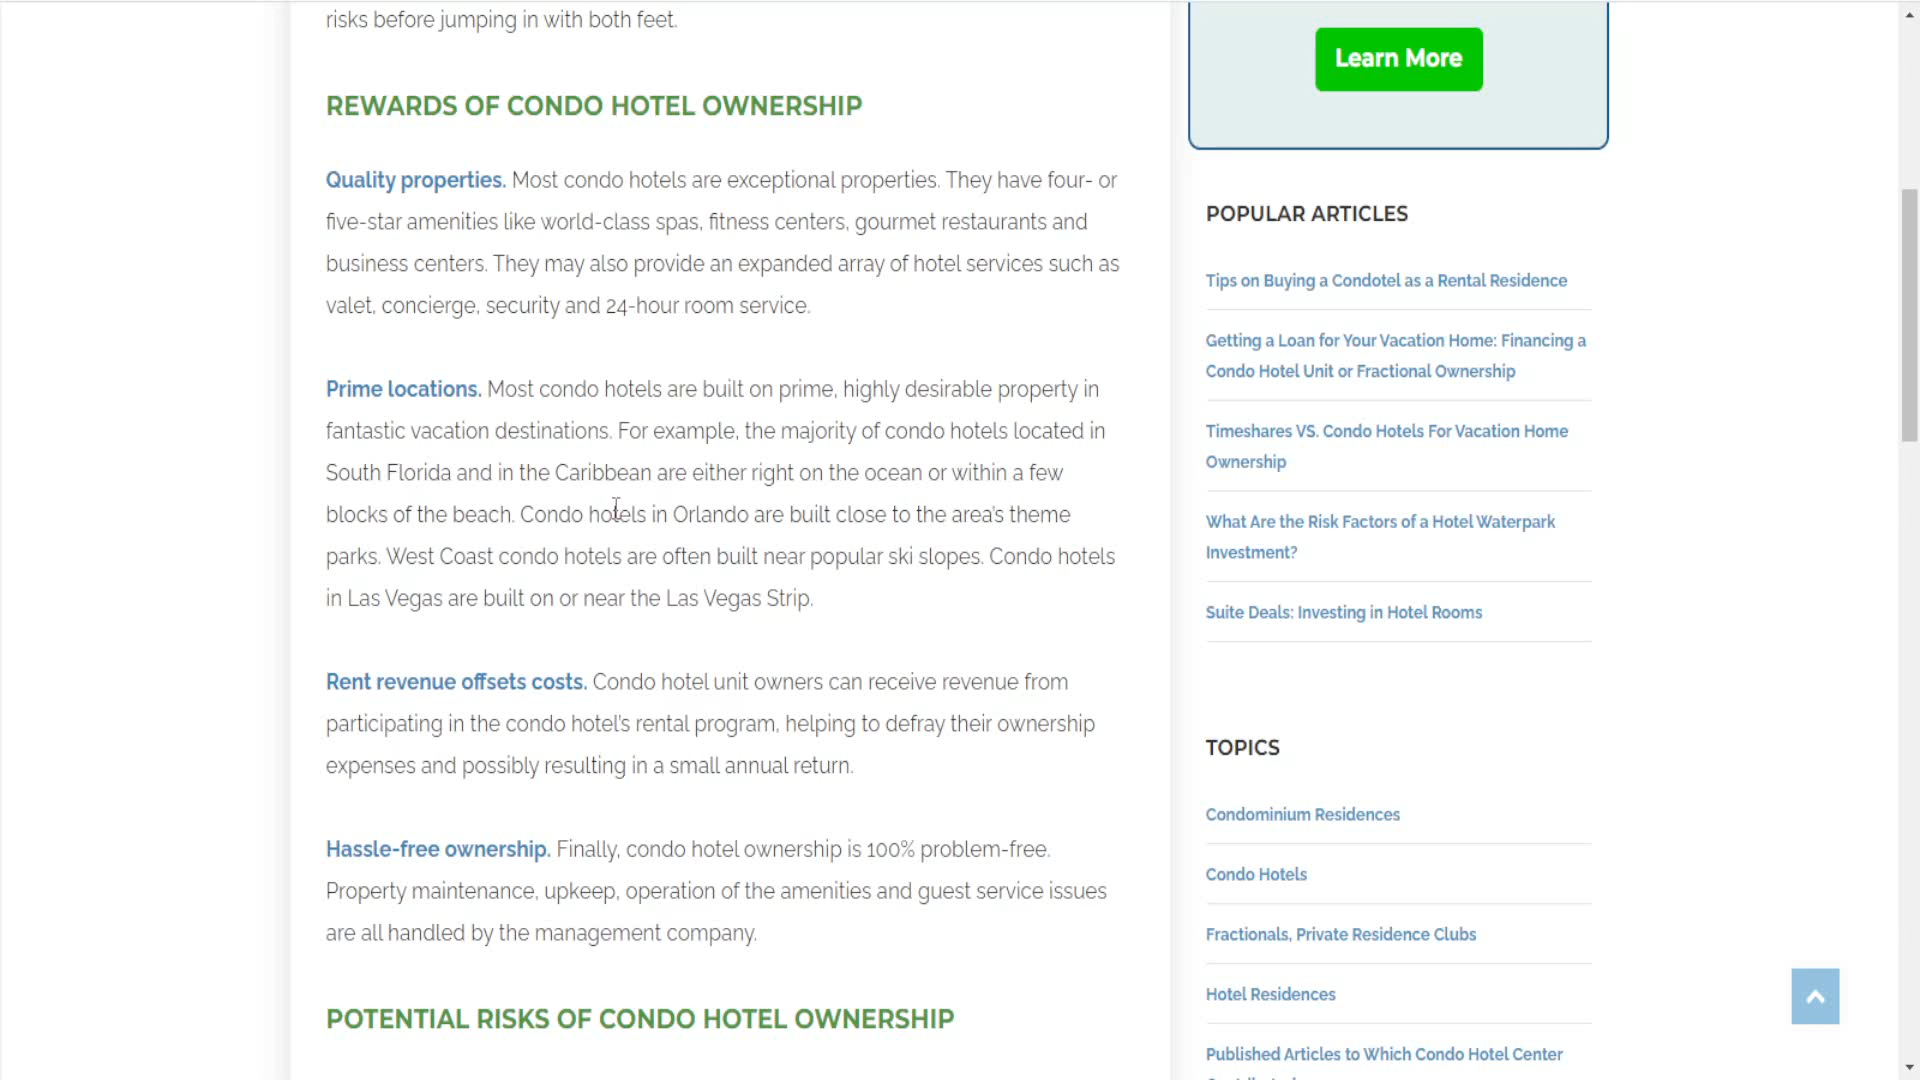 risks before jumping in with both feet.
REWARDS OF CONDO HOTEL OWNERSHIP
Quality properties. Most condo hotels are exceptional properties. They have four- or
five-star amenities like world-class spas, fitness centers, gourmet restaurants and
business centers. They may also provide an expanded array of hotel services such as
valet, concierge, security and 24-hour room service.
Prime locations. Most condo hotels are built on prime, highly desirable property in
fantastic vacation destinations. For example, the majority of condo hotels located in
South Florida and in the Caribbean are either right on the ocean or within a few
blocks of the beach. Condo hotels in Orlando are built close to the area's theme
parks. West Coast condo hotels are often built near popular ski slopes. Condo hotels
in Las Vegas are built on or near the Las Vegas Strip.
Rent revenue offsets costs. Condo hotel unit owners can receive revenue from
participating in the condo hotel's rental program, helping to defray their ownership
expenses and possibly resulting in a small annual return.
Hassle-free ownership. Finally, condo hotel ownership is 100% problem-free.
Property maintenance, upkeep, operation of the amenities and guest service issues
are all handled by the management company.
POTENTIAL RISKS OF CONDO HOTEL OWNERSHIP
Learn More
POPULAR ARTICLES
Tips on Buying a Condotel as a Rental Residence
Getting a Loan for Your Vacation Home: Financing a
Condo Hotel Unit or Fractional Ownership
Timeshares VS. Condo Hotels For Vacation Home
Ownership
What Are the Risk Factors of a Hotel Waterpark
Investment?
Suite Deals: Investing in Hotel Rooms
TOPICS
Condominium Residences
Condo Hotels
Fractionals, Private Residence Clubs
Hotel Residences
Published Articles to Which Condo Hotel Center